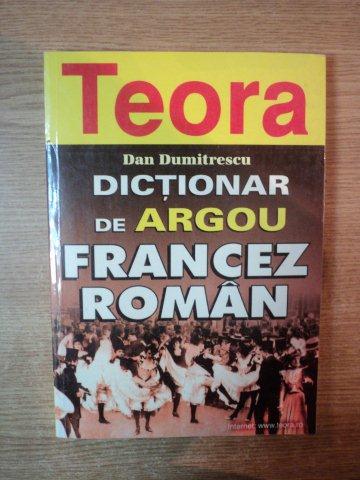 Teora
Dan Dumitrescu
DICȚIONAR
DE ARGOU
FRANCEZ
ROMÂN
Internet: www.teora.ro